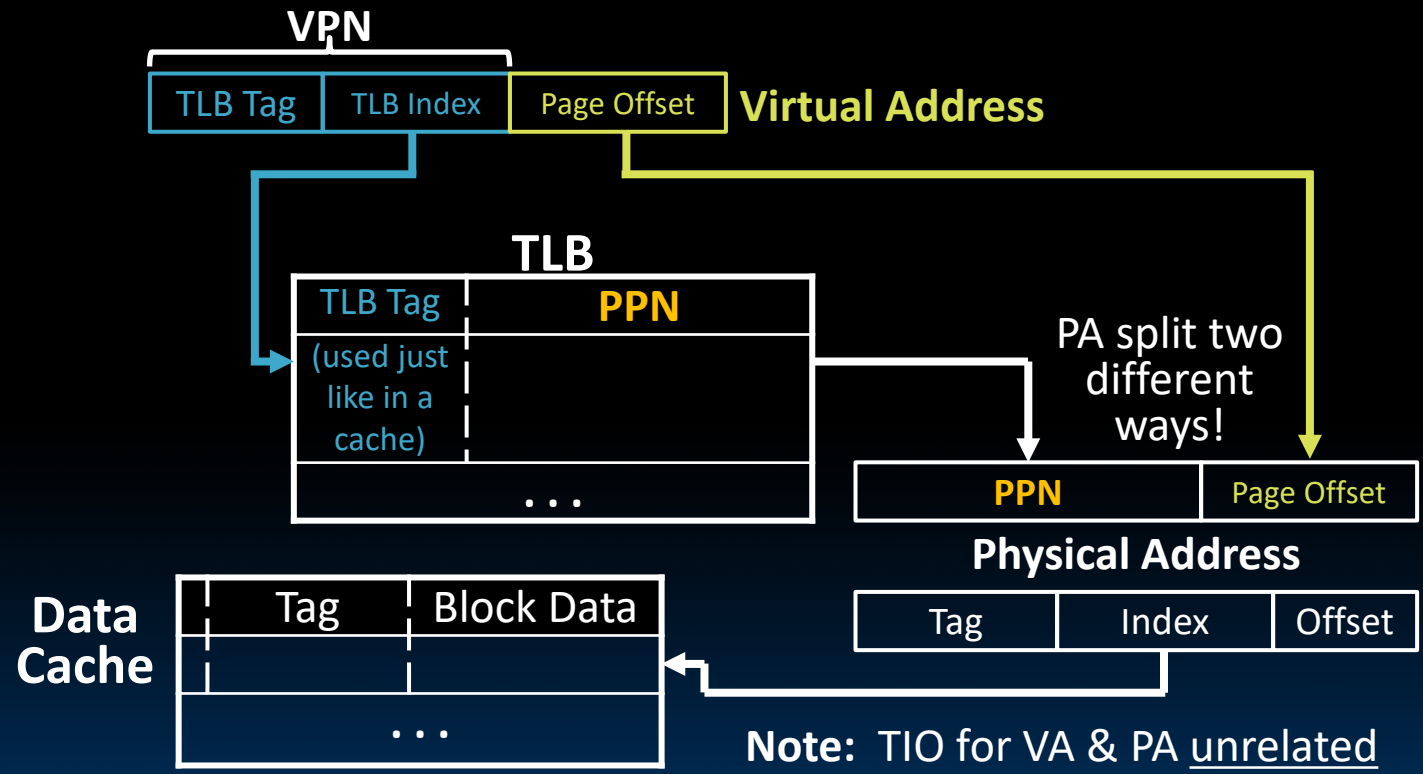 VPN
TLB Tag
TLB Index
Page Offset
Virtual Address
TLB
TLB Tag
PPN
(used just
like in a
cache)
. . .
PA split two
different
ways!
PPN
Page Offset
Physical Address
Tag
Index
Offset
Data
Cache
Tag
Block Data
. . .
Note: TIO for VA & PA unrelated